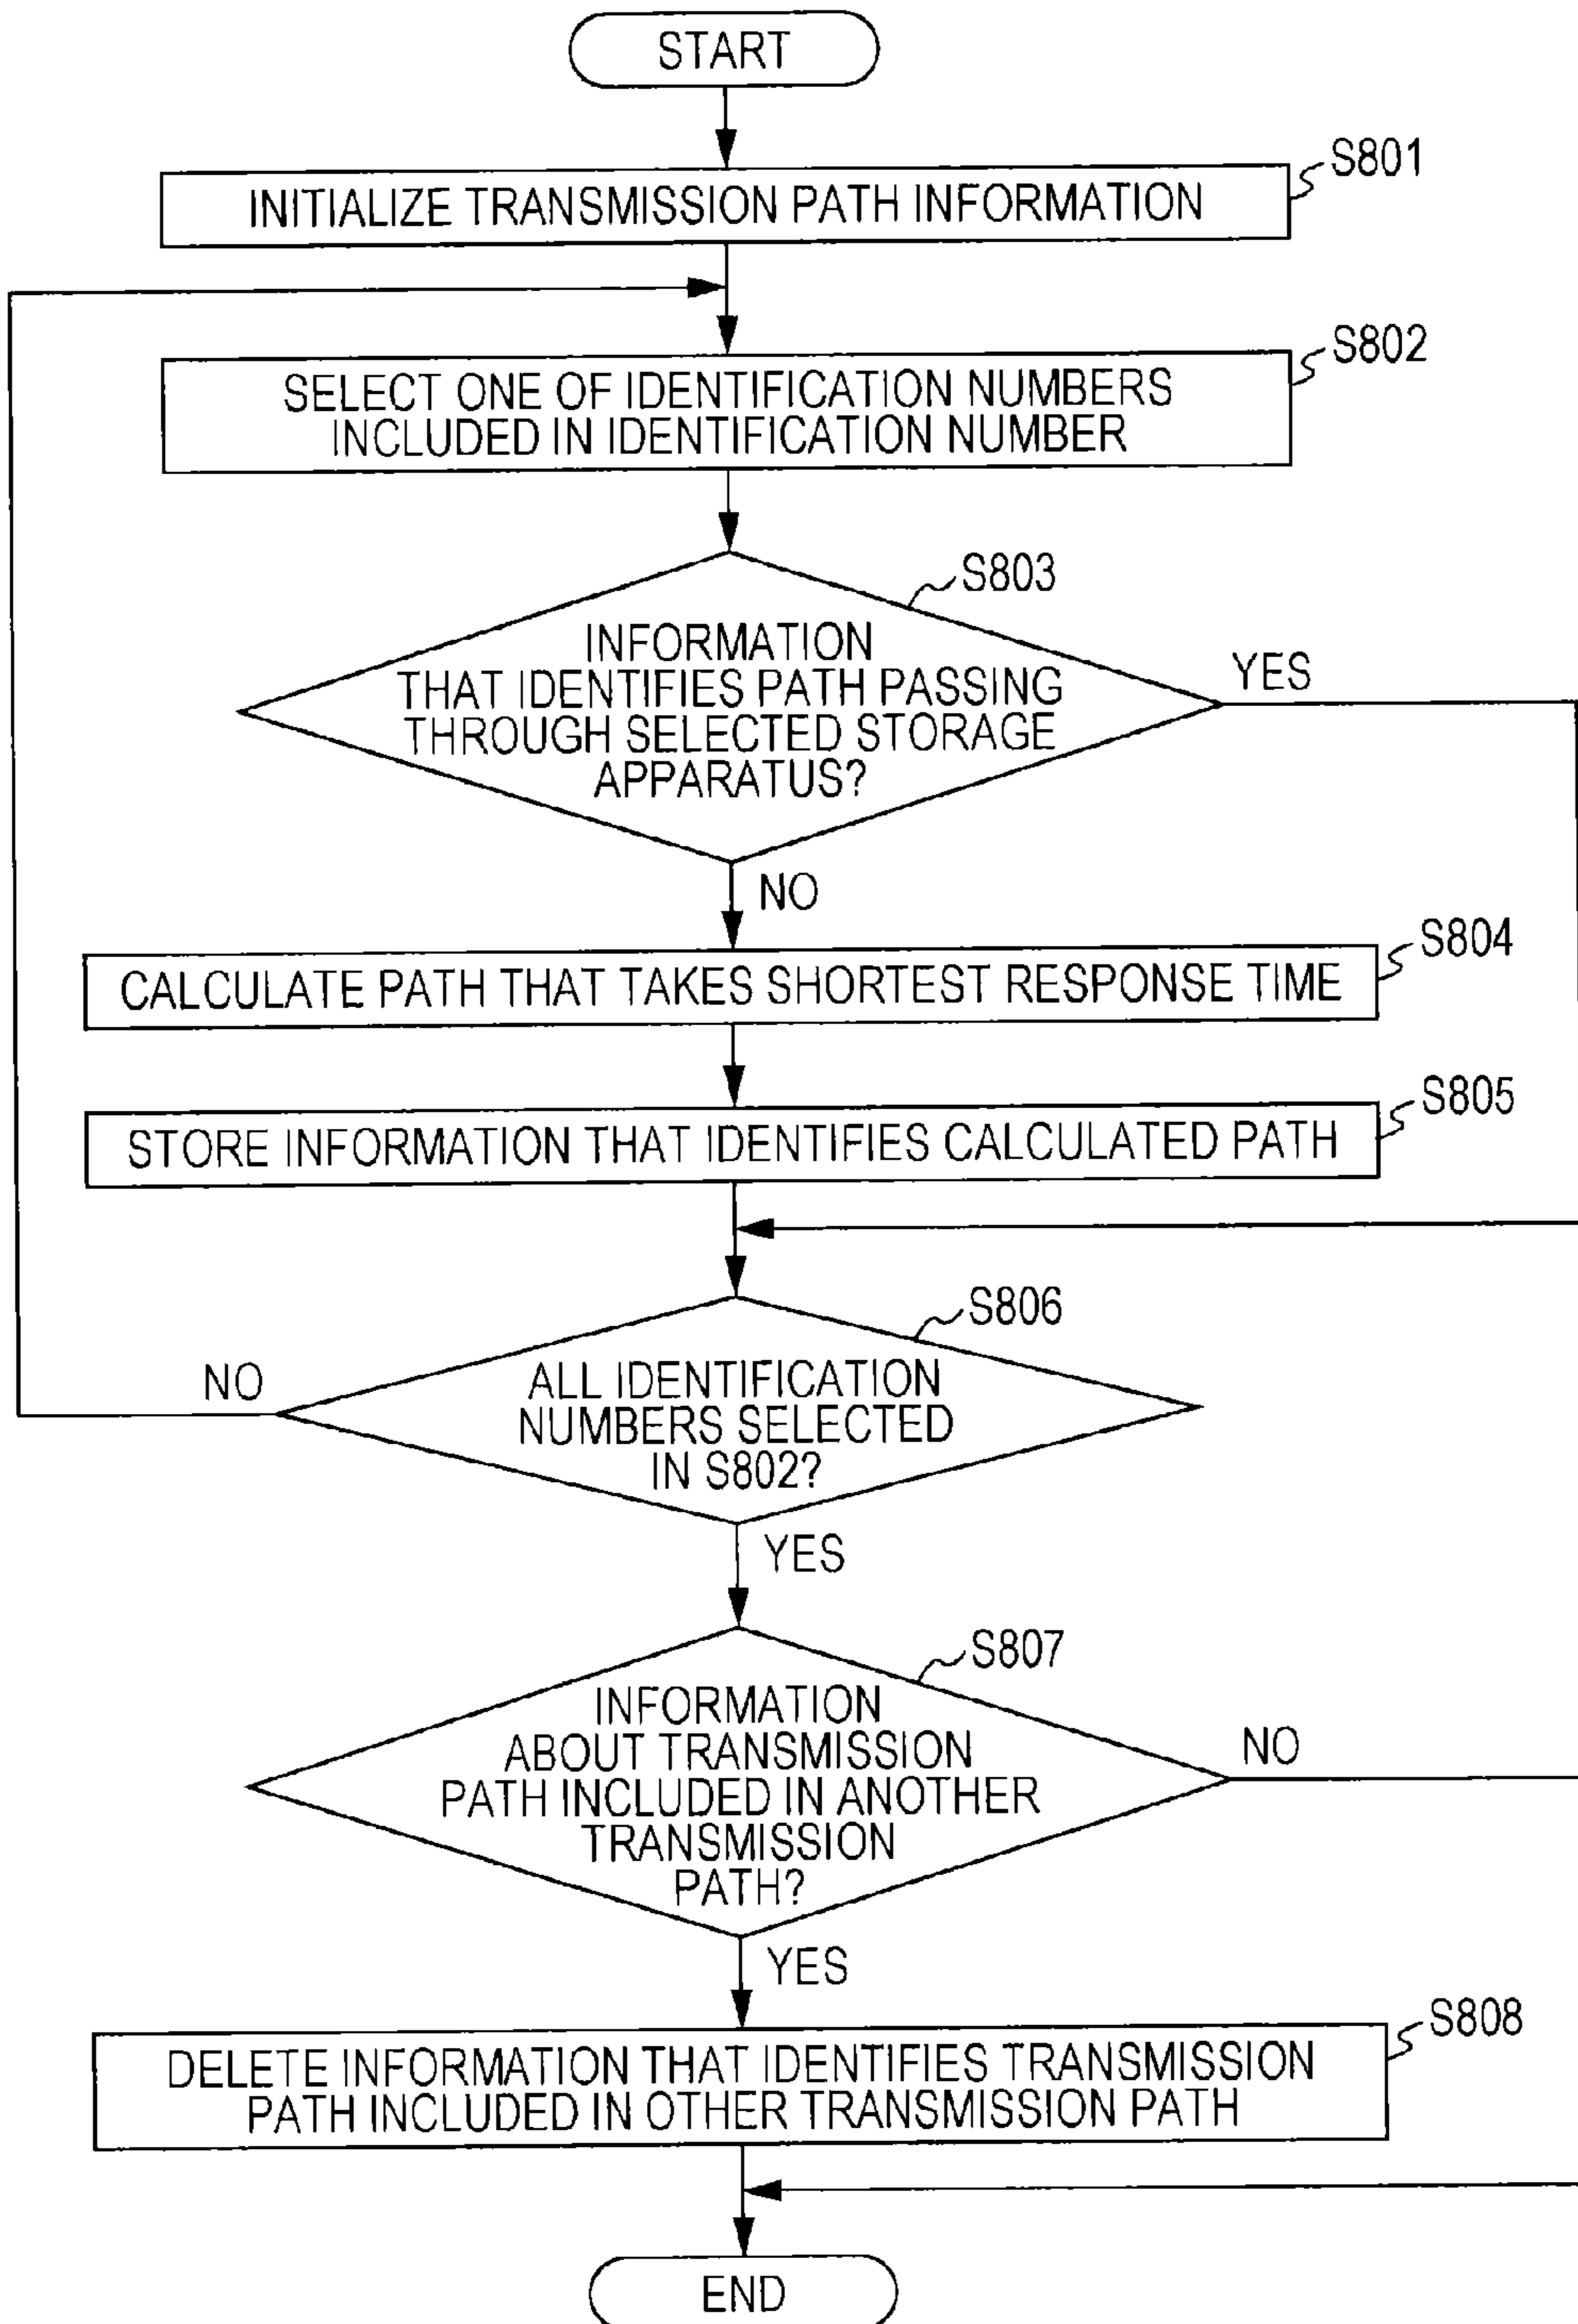 START
S801
INITIALIZE TRANSMISSION PATH INFORMATION
S802
SELECT ONE OF IDENTIFICATION NUMBERS
INCLUDED IN IDENTIFICATION NUMBER
S803
INFORMATION
THAT IDENTIFIES PATH PASSING
THROUGH SELECTED STORAGE
APPARATUS?
YES
NO
S804
CALCULATE PATH THAT TAKES SHORTEST RESPONSE TIME
S805
STORE INFORMATION THAT IDENTIFIES CALCULATED PATH
S806
ALL IDENTIFICATION
NUMBERS SELECTED
IN S802?
NO
YES
S807
INFORMATION
ABOUT TRANSMISSION
PATH INCLUDED IN ANOTHER
TRANSMISSION
PATH?
NO
YES
S808
DELETE INFORMATION THAT IDENTIFIES TRANSMISSION
PATH INCLUDED IN OTHER TRANSMISSION PATH
END